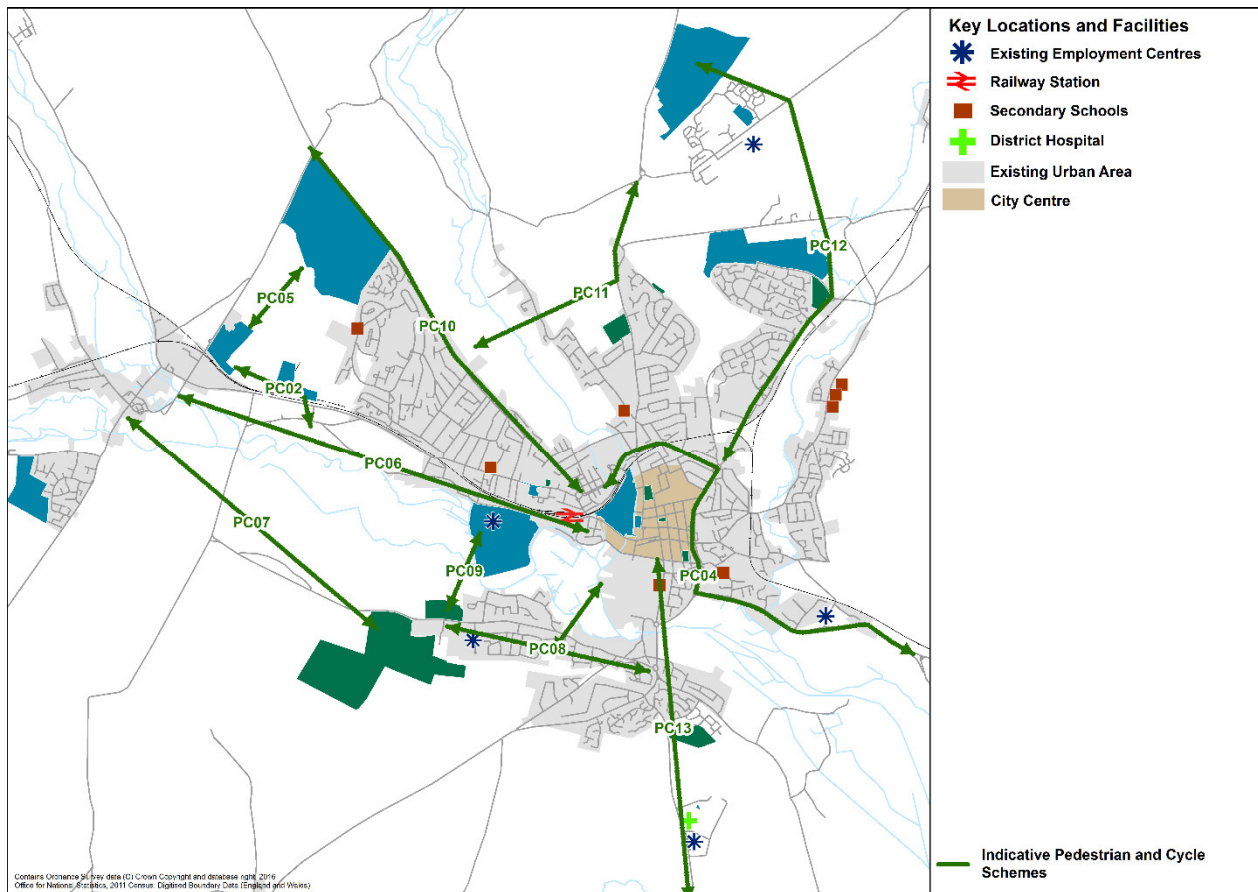 Key Locations and Facilities
Existing Employment Centres
Railway Station
Secondary Schools
District Hospital
Existing Urban Area
City Centre
PC12
PC05
PC11
PC10
PC02
PC06
PC07
PC09
PC04
PC08
PC13
Indicative Pedestrian and Cycle
Schemes
Contains Ordnance Survey data (C) Crown Copyright and database right, 2016
Office for National Statistics, 2011 Census: Digitised Boundary Data (England and Wales)